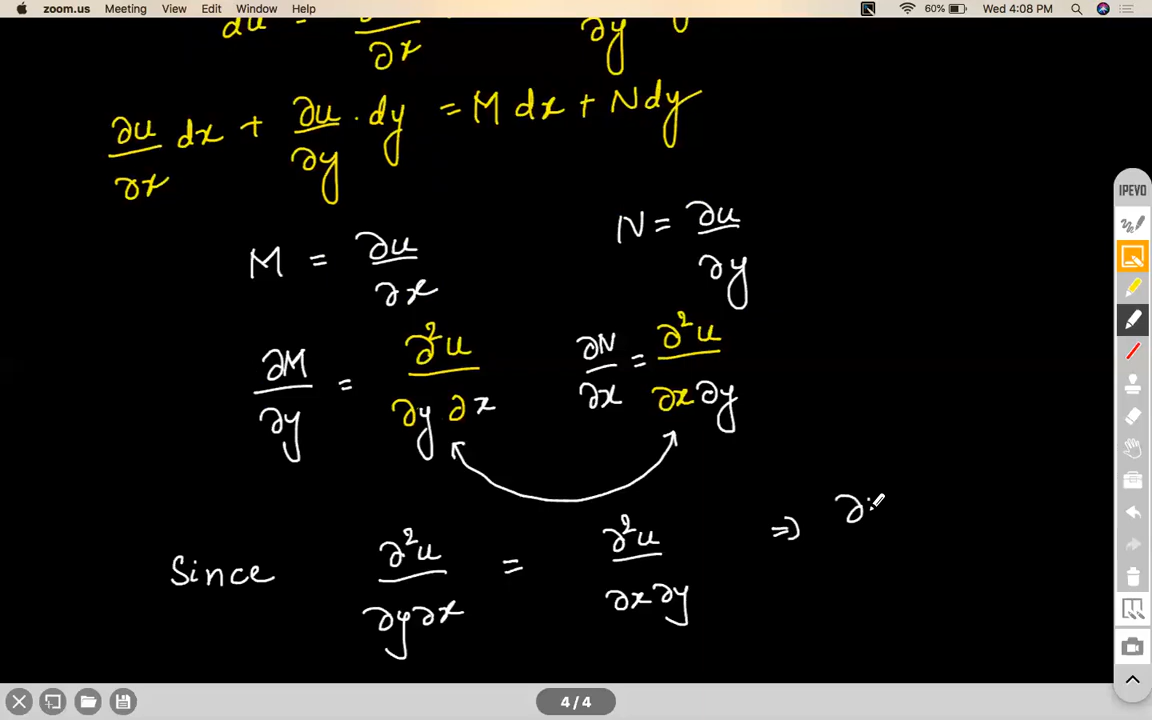 zoom.us Meeting View Edit Window Help 60% Wed 4:08 PM
du = ∂x ∂y
∂u/∂x dx + ∂u/∂y · dy = M dx + N dy
M = ∂u/∂x N = ∂u/∂y
∂M/∂y = ∂²u/∂y ∂x ∂N/∂x = ∂²u/∂x∂y
Since ∂²u/∂y∂x = ∂²u/∂x∂y ⇒ ∂
IPEVO
4/4